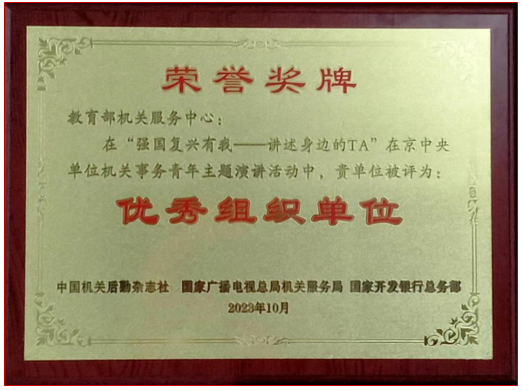 荣誉奖牌
教育部机关服务中心：
在“强国复兴有我——讲述身边的TA”在京中央
单位机关事务青年主题演讲活动中，贵单位被评为：
优秀组织单位
中国机关后勤杂志社 国家广播电视总局机关服务局 国家开发银行总务部
2023年10月